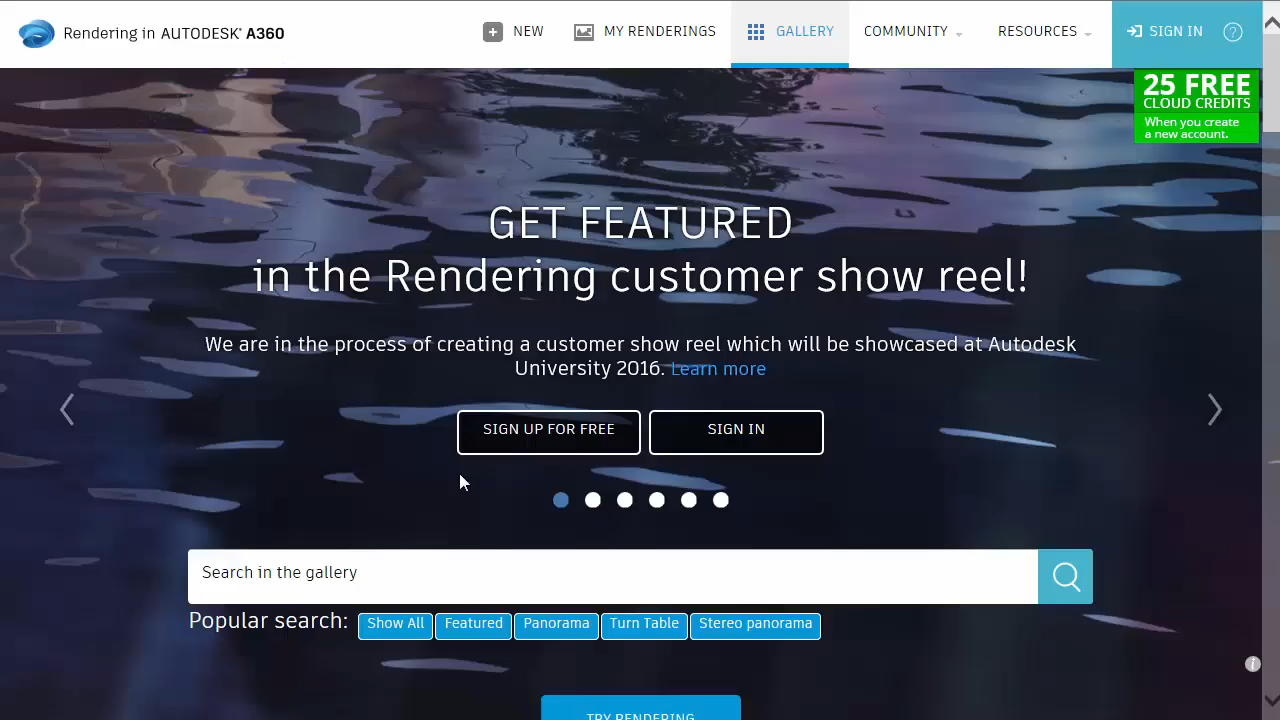 Rendering in AUTODESK® A360
NEW
MY RENDERINGS
GALLERY
COMMUNITY
RESOURCES
SIGN IN
?
25 FREE
CLOUD CREDITS
When you create
a new account.
GET FEATURED
in the Rendering customer show reel!
We are in the process of creating a customer show reel which will be showcased at Autodesk
University 2016. Learn more
SIGN UP FOR FREE
SIGN IN
Search in the gallery
Popular search: Show All Featured Panorama Turn Table Stereo panorama
i
TRY RENDERING